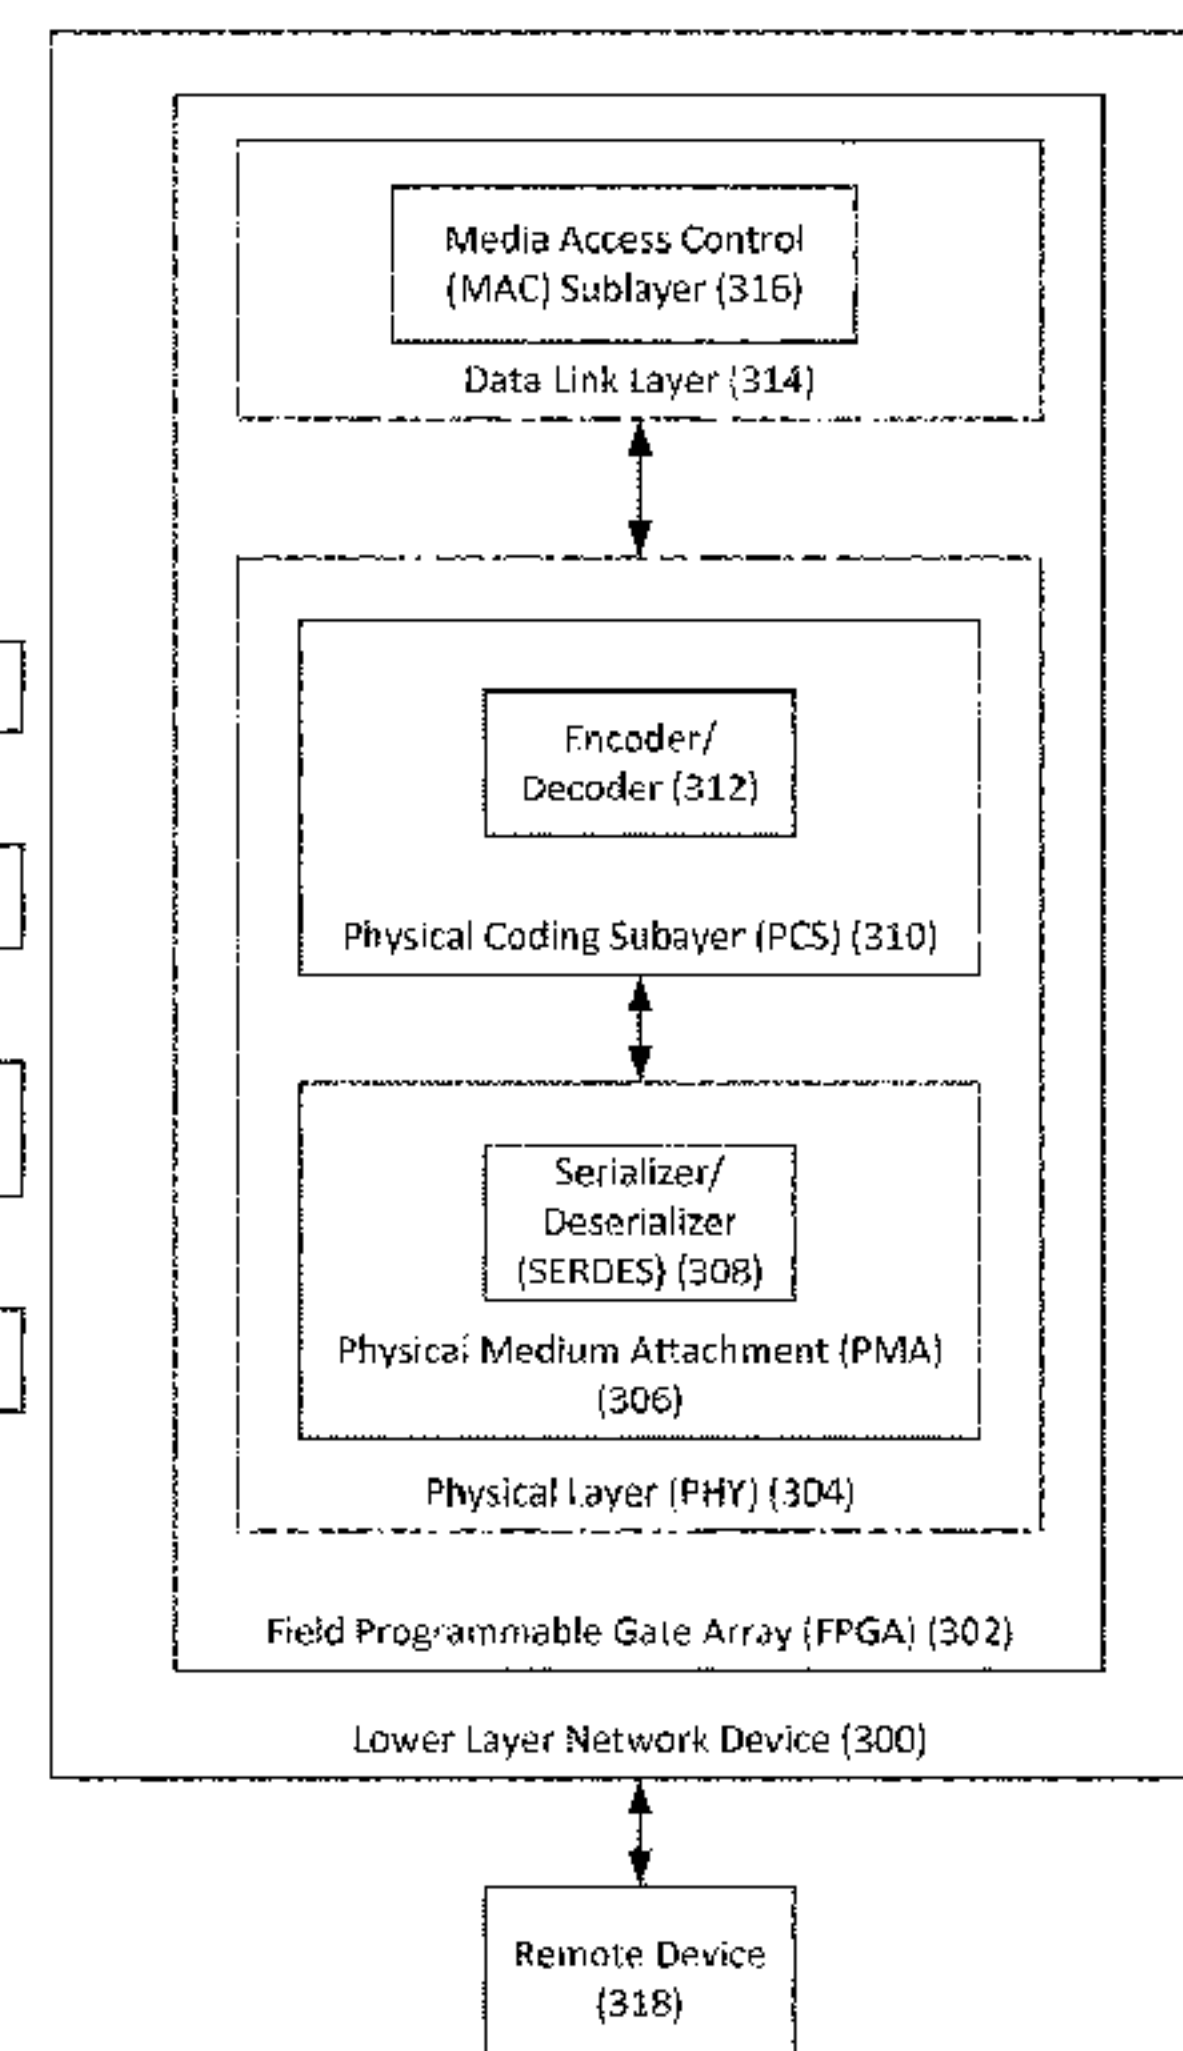 Media Access Control
(MAC) Sublayer (316)
Data Link Layer (314)
Encoder/
Decoder (312)
Physical Coding Subayer (PCS) (310)
Serializer/
Deserializer
(SERDES) (308)
Physical Medium Attachment (PMA)
(306)
Physical Layer (PHY) (304)
Field Programmable Gate Array (FPGA) (302)
Lower Layer Network Device (300)
Remote Device
(318)